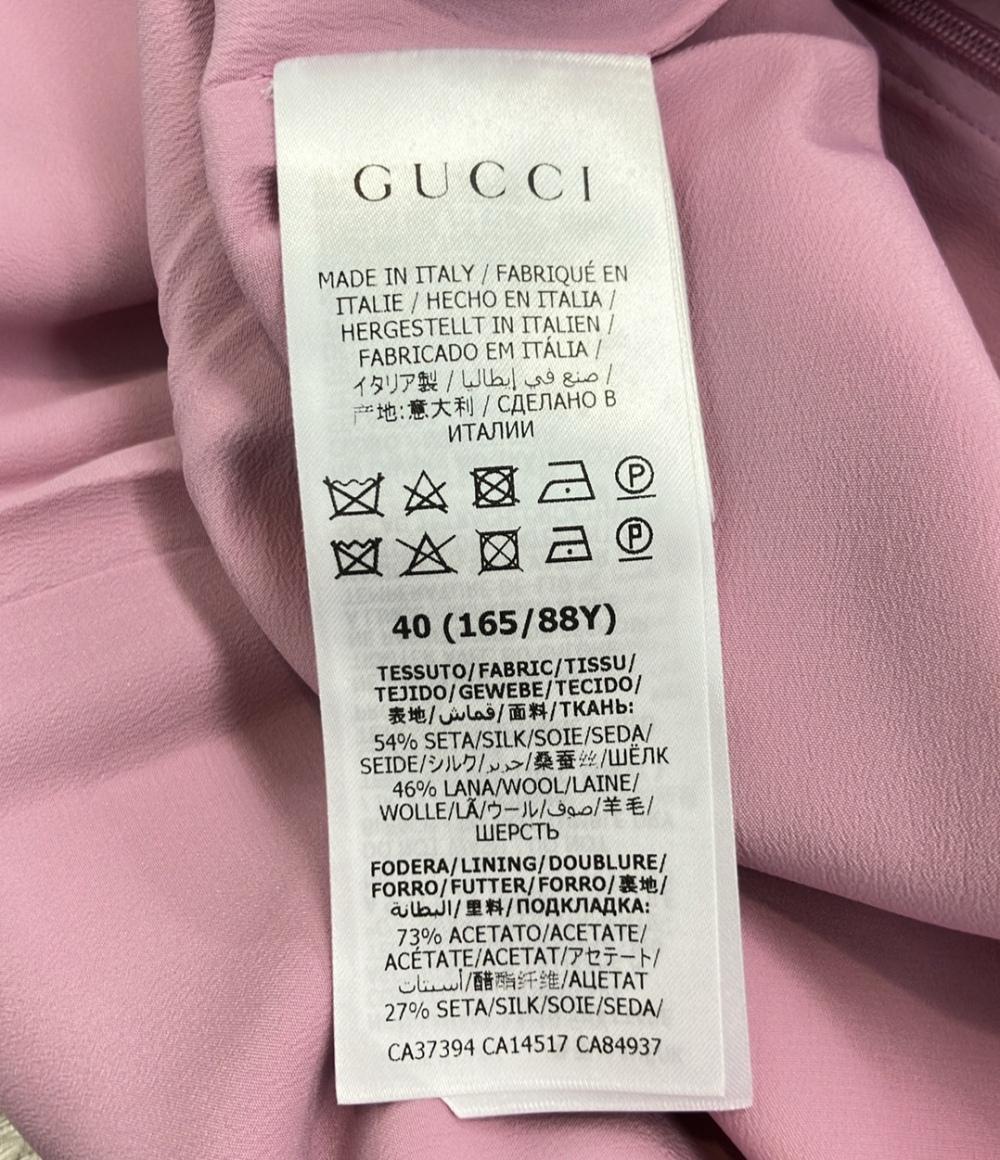 GUCCI
MADE IN ITALY / FABRIQUÉ EN
ITALIE / HECHO EN ITALIA /
HERGESTELLT IN ITALIEN /
FABRICADO EM ITÁLIA /
イタリア製 / صنع في إيطاليا /
产地:意大利 / СДЕЛАНО В
ИТАЛИИ
P
P
40 (165/88Y)
TESSUTO/FABRIC/TISSU/
TEJIDO/GEWEBE/TECIDO/
表地/قماش/面料/ТКАНЬ:
54% SETA/SILK/SOIE/SEDA/
SEIDE/シルク/حرير/桑蚕丝/ШЁЛК
46% LANA/WOOL/LAINE/
WOLLE/LÃ/ウール/صوف/羊毛/
ШЕРСТЬ
FODERA/LINING/DOUBLURE/
FORRO/FUTTER/FORRO/裏地/
البطانة/里料/ПОДКЛАДКА:
73% ACETATO/ACETATE/
ACÉTATE/ACETAT/アセテート/
أسيتات/醋酯纤维/АЦЕТАТ
27% SETA/SILK/SOIE/SEDA/
CA37394 CA14517 CA84937